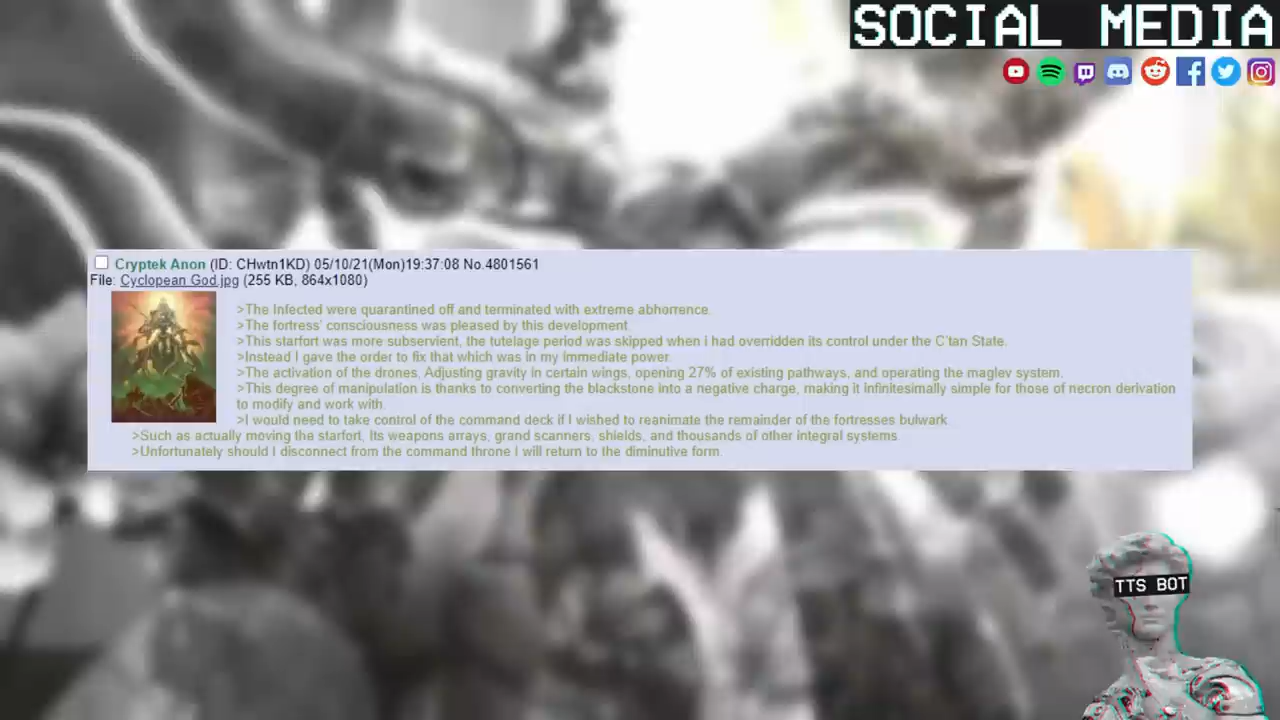 SOCIAL MEDIA
Cryptek Anon (ID: CHwtn1KD) 05/10/21(Mon)19:37:08 No.4801561
File: Cyclopean God.jpg (255 KB, 864x1080)
>The Infected were quarantined off and terminated with extreme abhorrence.
>The fortress' consciousness was pleased by this development.
>This starfort was more subservient, the tutelage period was skipped when i had overridden its control under the C'tan State.
>Instead I gave the order to fix that which was in my immediate power.
>The activation of the drones, Adjusting gravity in certain wings, opening 27% of existing pathways, and operating the maglev system.
>This degree of manipulation is thanks to converting the blackstone into a negative charge, making it infinitesimally simple for those of necron derivation
to modify and work with.
>I would need to take control of the command deck if I wished to reanimate the remainder of the fortresses bulwark.
>Such as actually moving the starfort, Its weapons arrays, grand scanners, shields, and thousands of other integral systems.
>Unfortunately should I disconnect from the command throne I will return to the diminutive form.
TTS BOT